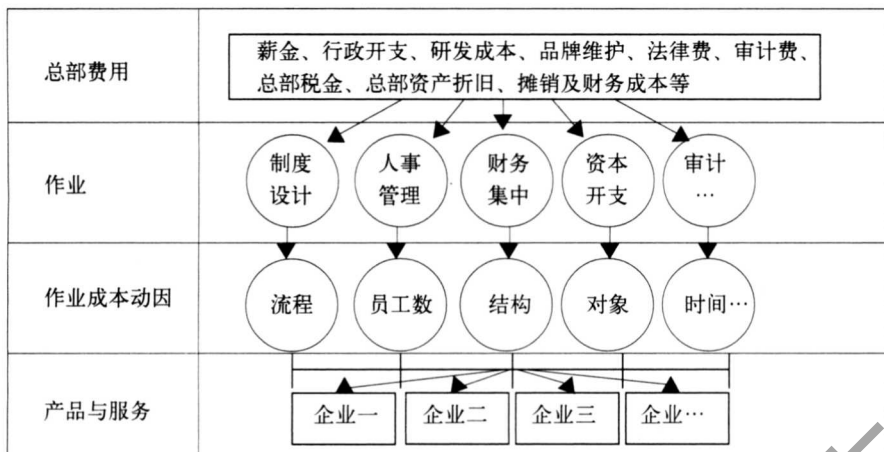 总部费用
薪金、行政开支、研发成本、品牌维护、法律费、审计费、
总部税金、总部资产折旧、摊销及财务成本等
作业
制度
设计
人事
管理
财务
集中
资本
开支
审计
…
作业成本动因
流程
员工数
结构
对象
时间…
产品与服务
企业一
企业二
企业三
企业…